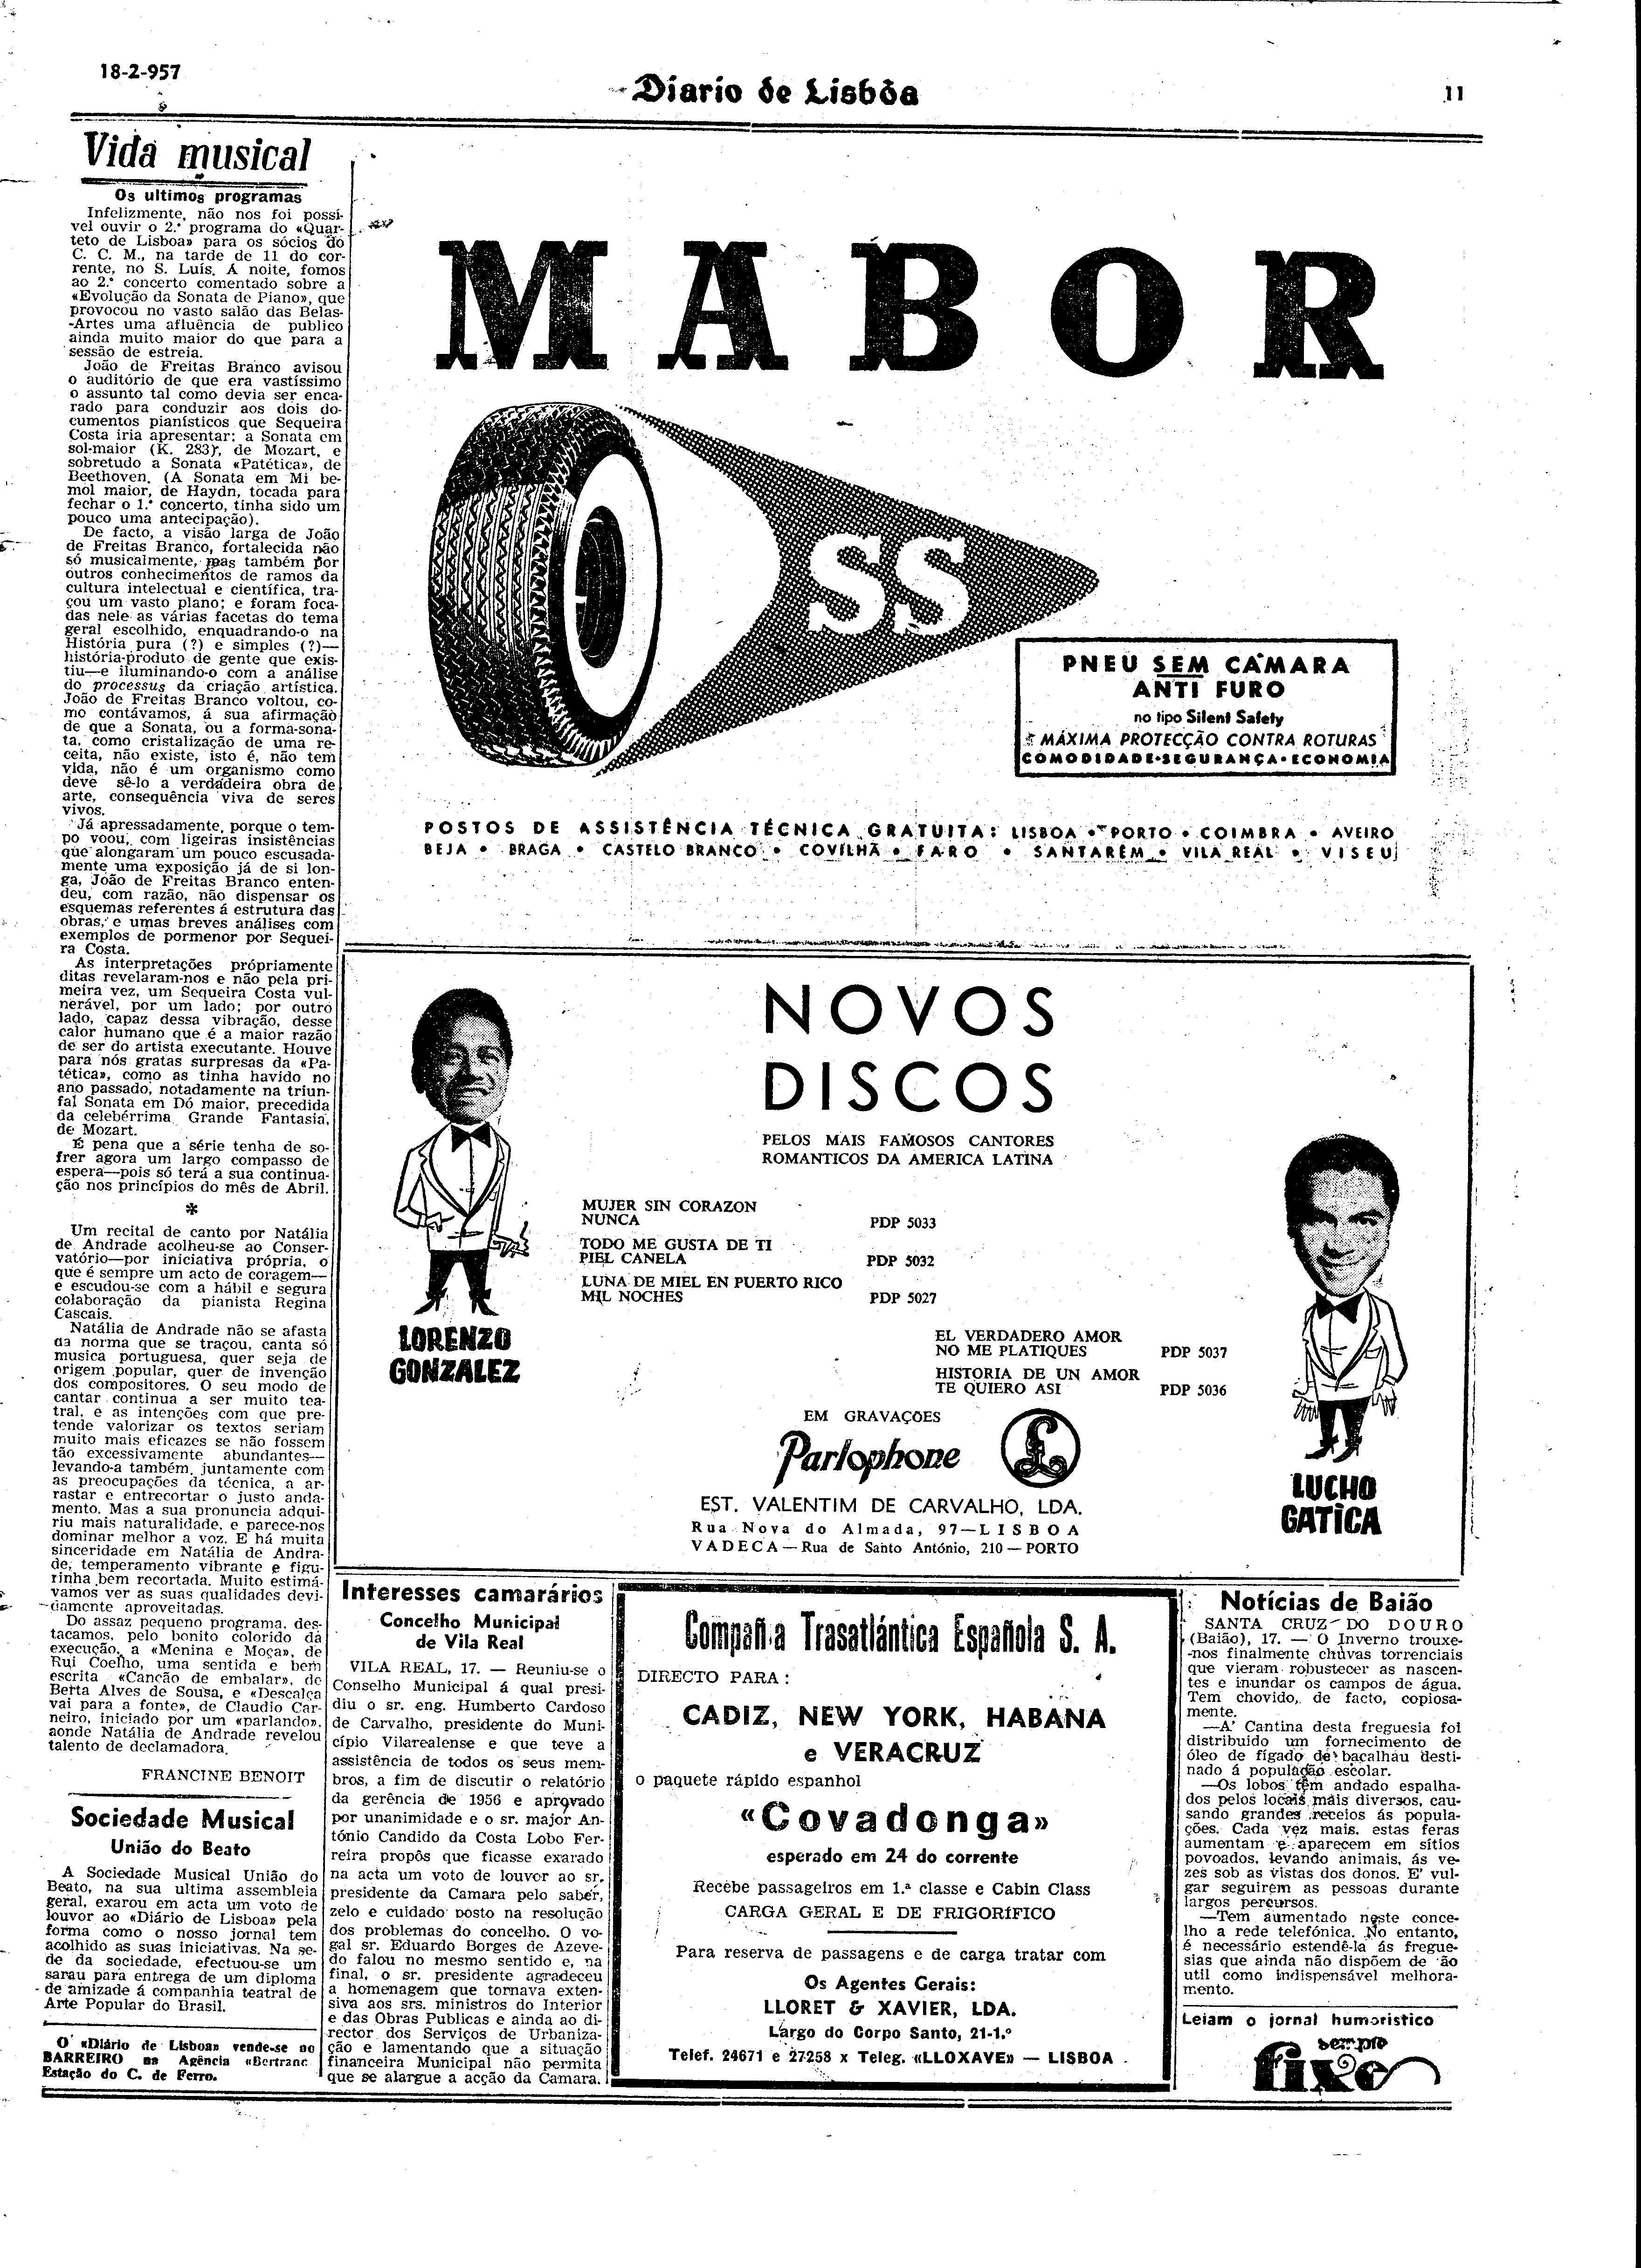 18-2-957
Diario de Lisbôa
11
Vida musical
Os ultimos programas
Infelizmente, não nos foi possí-
vel ouvir o 2.º programa do «Quar-
teto de Lisboa» para os sócios do
C. C. M., na tarde de 11 do cor-
rente, no S. Luís. Á noite, fomos
ao 2.º concerto comentado sobre a
«Evolução da Sonata de Piano», que
provocou no vasto salão das Belas-
-Artes uma afluência de publico
ainda muito maior do que para a
sessão de estreia.
João de Freitas Branco avisou
o auditório de que era vastíssimo
o assunto tal como devia ser enca-
rado para conduzir aos dois do-
cumentos pianísticos que Sequeira
Costa iria apresentar: a Sonata em
sol-maior (K. 283), de Mozart, e
sobretudo a Sonata «Patética», de
Beethoven. (A Sonata em Mi be-
mol maior, de Haydn, tocada para
fechar o 1.º concerto, tinha sido um
pouco uma antecipação).
De facto, a visão larga de João
de Freitas Branco, fortalecida não
só musicalmente, mas também por
outros conhecimentos de ramos da
cultura intelectual e científica, tra-
çou um vasto plano; e foram foca-
das nele as várias facetas do tema
geral escolhido, enquadrando-o na
História pura (?) e simples (?)—
história-produto de gente que exis-
tiu—e iluminando-o com a análise
do processus da criação artística.
João de Freitas Branco voltou, co-
mo contávamos, á sua afirmação
de que a Sonata, ou a forma-sona-
ta, como cristalização de uma re-
ceita, não existe, isto é, não tem
vida, não é um organismo como
deve sê-lo a verdadeira obra de
arte, consequência viva de seres
vivos.
Já apressadamente, porque o tem-
po voou, com ligeiras insistências
que alongaram um pouco escusada-
mente uma exposição já de si lon-
ga, João de Freitas Branco enten-
deu, com razão, não dispensar os
esquemas referentes á estrutura das
obras, e umas breves análises com
exemplos de pormenor por Sequei-
ra Costa.
As interpretações pròpriamente
ditas revelaram-nos e não pela pri-
meira vez, um Sequeira Costa vul-
nerável, por um lado; por outro
lado, capaz dessa vibração, desse
calor humano que é a maior razão
de ser do artista executante. Houve
para nós gratas surpresas da «Pa-
tética», como as tinha havido no
ano passado, notadamente na triun-
fal Sonata em Dó maior, precedida
da celebérrima Grande Fantasia,
de Mozart.
É pena que a série tenha de so-
frer agora um largo compasso de
espera—pois só terá a sua continua-
ção nos princípios do mês de Abril.
*
Um recital de canto por Natália
de Andrade acolheu-se ao Conser-
vatório—por iniciativa própria, o
que é sempre um acto de coragem—
e escudou-se com a hábil e segura
colaboração da pianista Regina
Cascais.
Natália de Andrade não se afasta
da norma que se traçou, canta só
musica portuguesa, quer seja de
origem popular, quer de invenção
dos compositores. O seu modo de
cantar continua a ser muito tea-
tral, e as intenções com que pre-
tende valorizar os textos seriam
muito mais eficazes se não fossem
tão excessivamente abundantes—
levando-a também, juntamente com
as preocupações da técnica, a ar-
rastar e entrecortar o justo anda-
mento. Mas a sua pronuncia adqui-
riu mais naturalidade, e parece-nos
dominar melhor a voz. E há muita
sinceridade em Natália de Andra-
de, temperamento vibrante e figu-
rinha bem recortada. Muito estimá-
vamos ver as suas qualidades devi-
damente aproveitadas.
Do assaz pequeno programa, des-
tacamos, pelo bonito colorido da
execução, a «Menina e Moça», de
Rui Coelho, uma sentida e bem
escrita «Canção de embalar», de
Berta Alves de Sousa, e «Descalça
vai para a fonte», de Claudio Car-
neiro, iniciado por um «parlando»,
aonde Natália de Andrade revelou
talento de declamadora.
FRANCINE BENOIT
Sociedade Musical
União do Beato
A Sociedade Musical União do
Beato, na sua ultima assembleia
geral, exarou em acta um voto de
louvor ao «Diário de Lisboa» pela
forma como o nosso jornal tem
acolhido as suas iniciativas. Na se-
de da sociedade, efectuou-se um
sarau para entrega de um diploma
de amizade á companhia teatral de
Arte Popular do Brasil.
O «Diário de Lisboa» vende-se no
BARREIRO na Agência «Bertrand
Estação do C. de Ferro.
MABOR
SS
PNEU SEM CÂMARA
ANTI FURO
no tipo Silent Safety
MÁXIMA PROTECÇÃO CONTRA ROTURAS
COMODIDADE•SEGURANÇA•ECONOMIA
POSTOS DE ASSISTÊNCIA TÉCNICA GRATUITA: LISBOA • PORTO • COIMBRA • AVEIRO
BEJA • BRAGA • CASTELO BRANCO • COVILHÃ • FARO • SANTARÉM • VILA REAL • VISEU
NOVOS
DISCOS
PELOS MAIS FAMOSOS CANTORES
ROMANTICOS DA AMERICA LATINA
MUJER SIN CORAZON
NUNCA PDP 5033
TODO ME GUSTA DE TI
PIEL CANELA PDP 5032
LUNA DE MIEL EN PUERTO RICO
MIL NOCHES PDP 5027
LORENZO
GONZALEZ
EL VERDADERO AMOR
NO ME PLATIQUES PDP 5037
HISTORIA DE UN AMOR
TE QUIERO ASI PDP 5036
EM GRAVAÇÕES
Parlophone £
LUCHO
GATICA
EST. VALENTIM DE CARVALHO, LDA.
Rua Nova do Almada, 97—LISBOA
VADECA—Rua de Santo António, 210—PORTO
Interesses camarários
Concelho Municipal
de Vila Real
VILA REAL, 17. — Reuniu-se o
Conselho Municipal á qual presi-
diu o sr. eng. Humberto Cardoso
de Carvalho, presidente do Muni-
cípio Vilarealense e que teve a
assistência de todos os seus mem-
bros, a fim de discutir o relatório
da gerência de 1956 e aprovado
por unanimidade e o sr. major An-
tónio Candido da Costa Lobo Fer-
reira propôs que ficasse exarado
na acta um voto de louvor ao sr.
presidente da Camara pelo saber,
zelo e cuidado posto na resolução
dos problemas do concelho. O vo-
gal sr. Eduardo Borges de Azeve-
do falou no mesmo sentido e, na
final, o sr. presidente agradeceu
a homenagem que tornava exten-
siva aos srs. ministros do Interior
e das Obras Publicas e ainda ao di-
rector dos Serviços de Urbaniza-
ção e lamentando que a situação
financeira Municipal não permita
que se alargue a acção da Camara.
Compañia Trasatlántica Española S. A.
DIRECTO PARA:
CADIZ, NEW YORK, HABANA
e VERACRUZ
o paquete rápido espanhol
«Covadonga»
esperado em 24 do corrente
Recebe passageiros em 1.ª classe e Cabin Class
CARGA GERAL E DE FRIGORÍFICO
Para reserva de passagens e de carga tratar com
Os Agentes Gerais:
LLORET & XAVIER, LDA.
Largo do Corpo Santo, 21-1.º
Telef. 24671 e 27258 x Teleg. «LLOXAVE» — LISBOA
Notícias de Baião
SANTA CRUZ DO DOURO
(Baião), 17. — O Inverno trouxe-
-nos finalmente chuvas torrenciais
que vieram robustecer as nascen-
tes e inundar os campos de água.
Tem chovido, de facto, copiosa-
mente.
—A' Cantina desta freguesia foi
distribuido um fornecimento de
óleo de fígado de bacalhau desti-
nado á população escolar.
—Os lobos têm andado espalha-
dos pelos locais mais diversos, cau-
sando grandes receios ás popula-
ções. Cada vez mais, estas feras
aumentam e aparecem em sítios
povoados, levando animais, ás ve-
zes sob as vistas dos donos. E' vul-
gar seguirem as pessoas durante
largos percursos.
—Tem aumentado neste conce-
lho a rede telefónica. No entanto,
é necessário estendê-la ás fregue-
sias que ainda não dispõem de ão
util como indispensável melhora-
mento.
Leiam o jornal humoristico
sempre
fixe